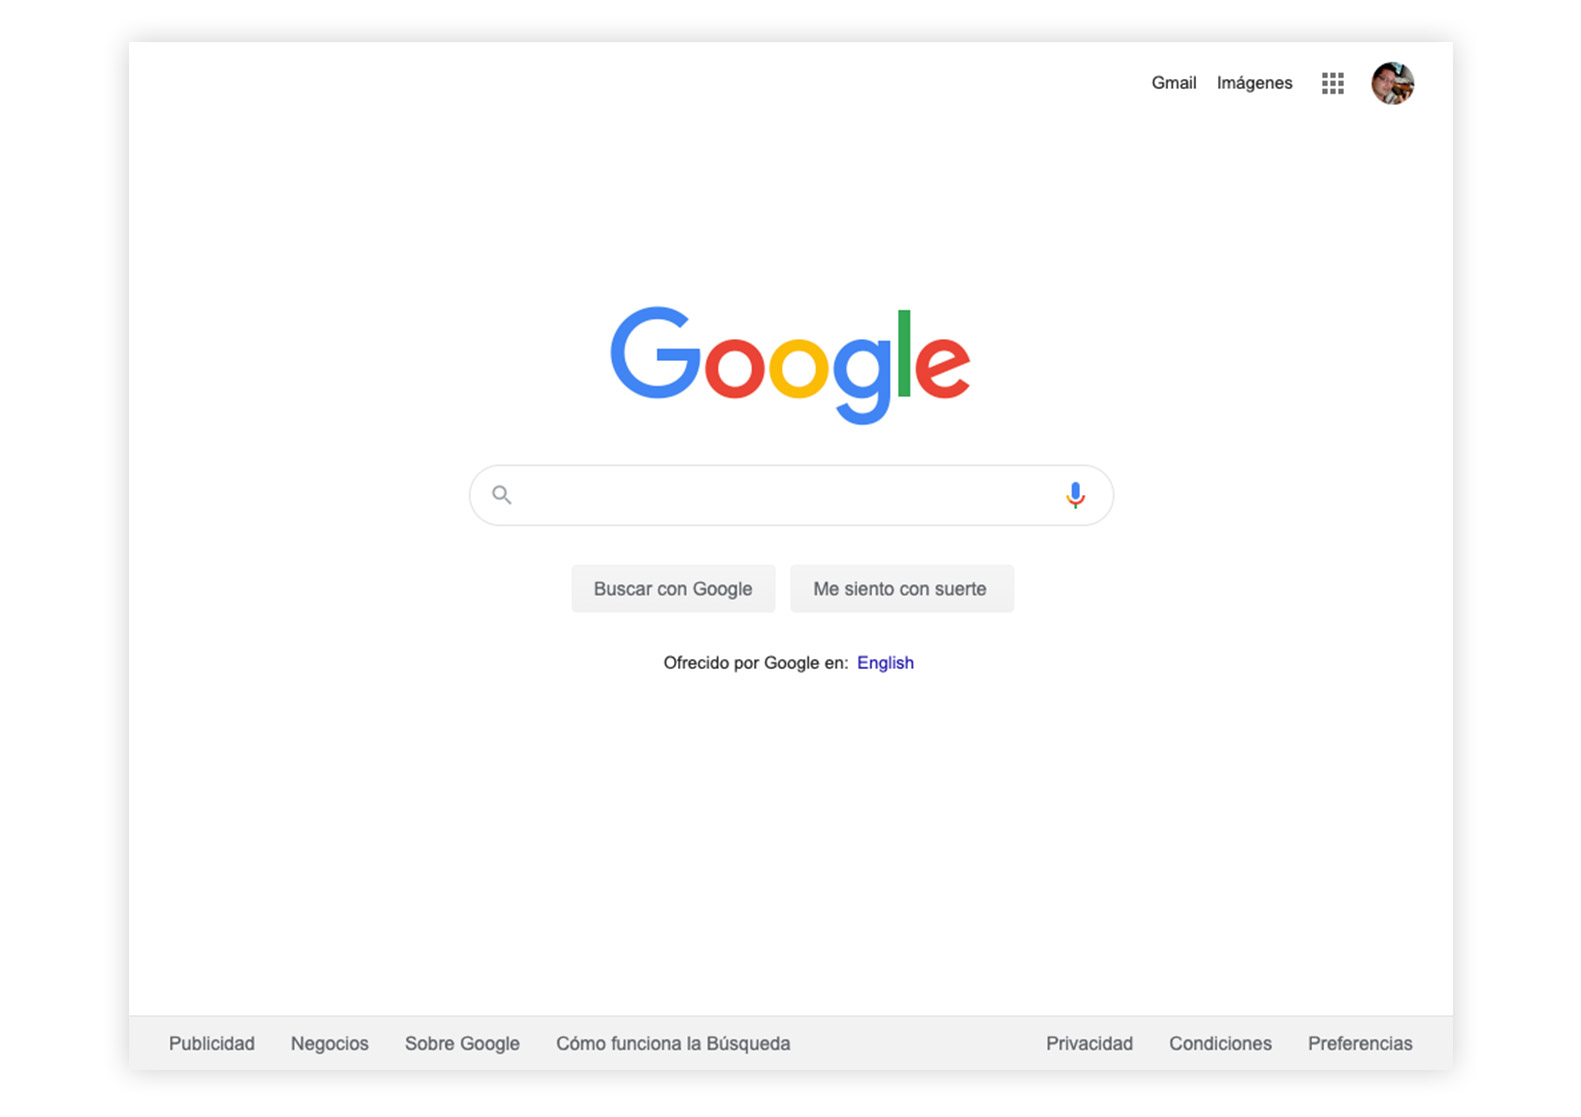 Gmail Imágenes
Google
Buscar con Google Me siento con suerte
Ofrecido por Google en: English
Publicidad Negocios Sobre Google Cómo funciona la Búsqueda Privacidad Condiciones Preferencias